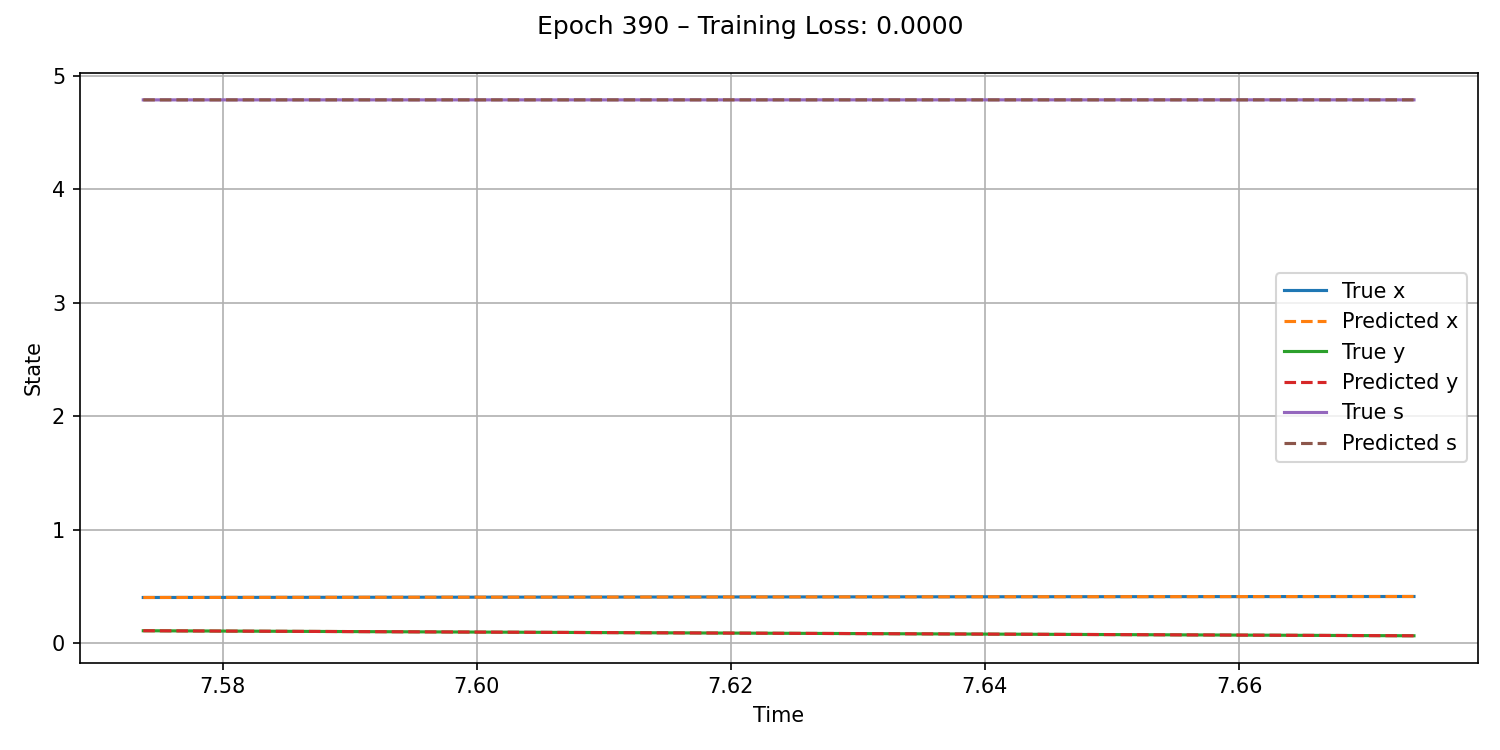 Epoch 390 – Training Loss: 0.0000
5
4
3
2
1
0
State
True x
Predicted x
True y
Predicted y
True s
Predicted s
7.58 7.60 7.62 7.64 7.66
Time